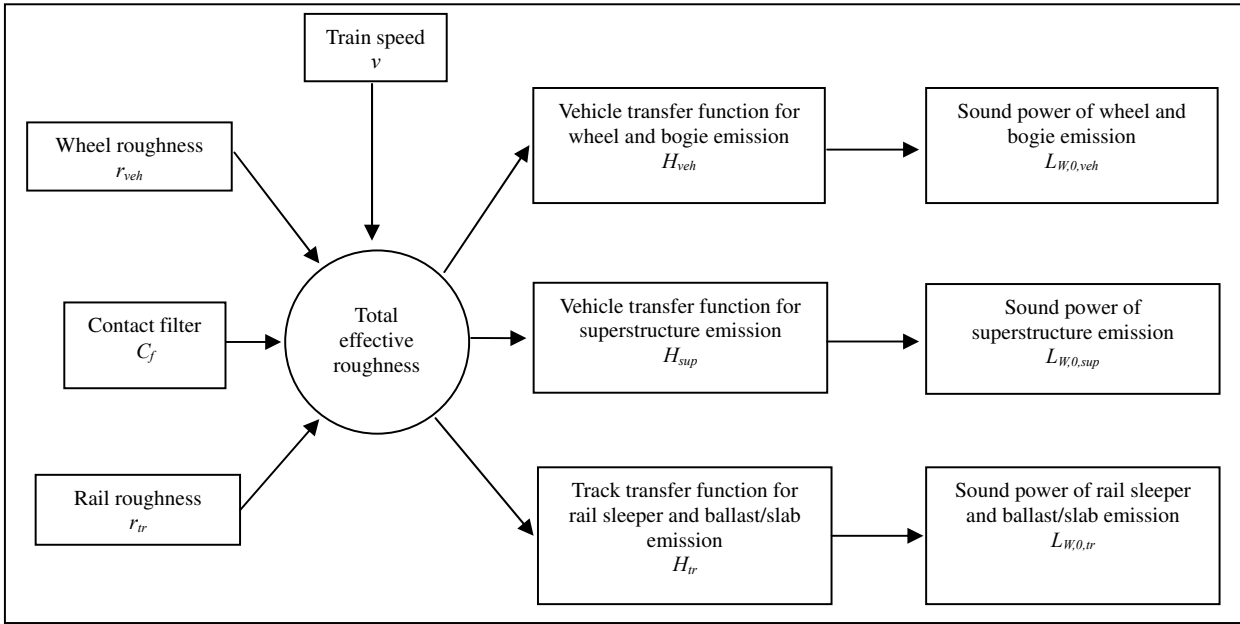 Train speed
v
Wheel roughness
r_veh
Contact filter
C_f
Rail roughness
r_tr
Total
effective
roughness
Vehicle transfer function for
wheel and bogie emission
H_veh
Vehicle transfer function for
superstructure emission
H_sup
Track transfer function for
rail sleeper and ballast/slab
emission
H_tr
Sound power of wheel and
bogie emission
L_W,0,veh
Sound power of
superstructure emission
L_W,0,sup
Sound power of rail sleeper
and ballast/slab emission
L_W,0,tr